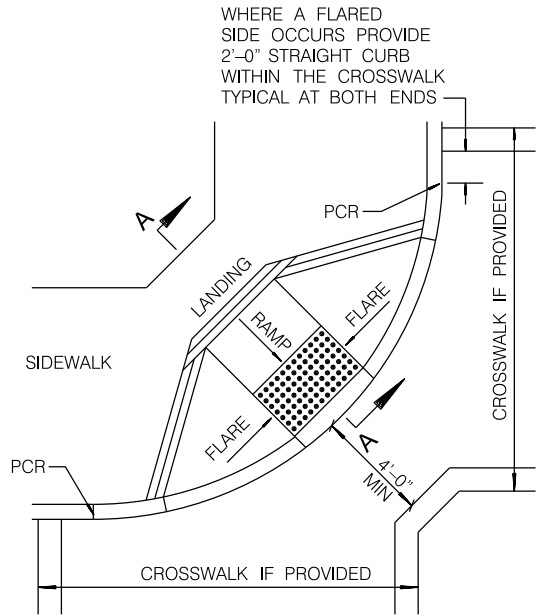 WHERE A FLARED
SIDE OCCURS PROVIDE
2'–0" STRAIGHT CURB
WITHIN THE CROSSWALK
TYPICAL AT BOTH ENDS
A
PCR
LANDING
RAMP
FLARE
CROSSWALK IF PROVIDED
SIDEWALK
FLARE
A
4'–0"
MIN
PCR
CROSSWALK IF PROVIDED